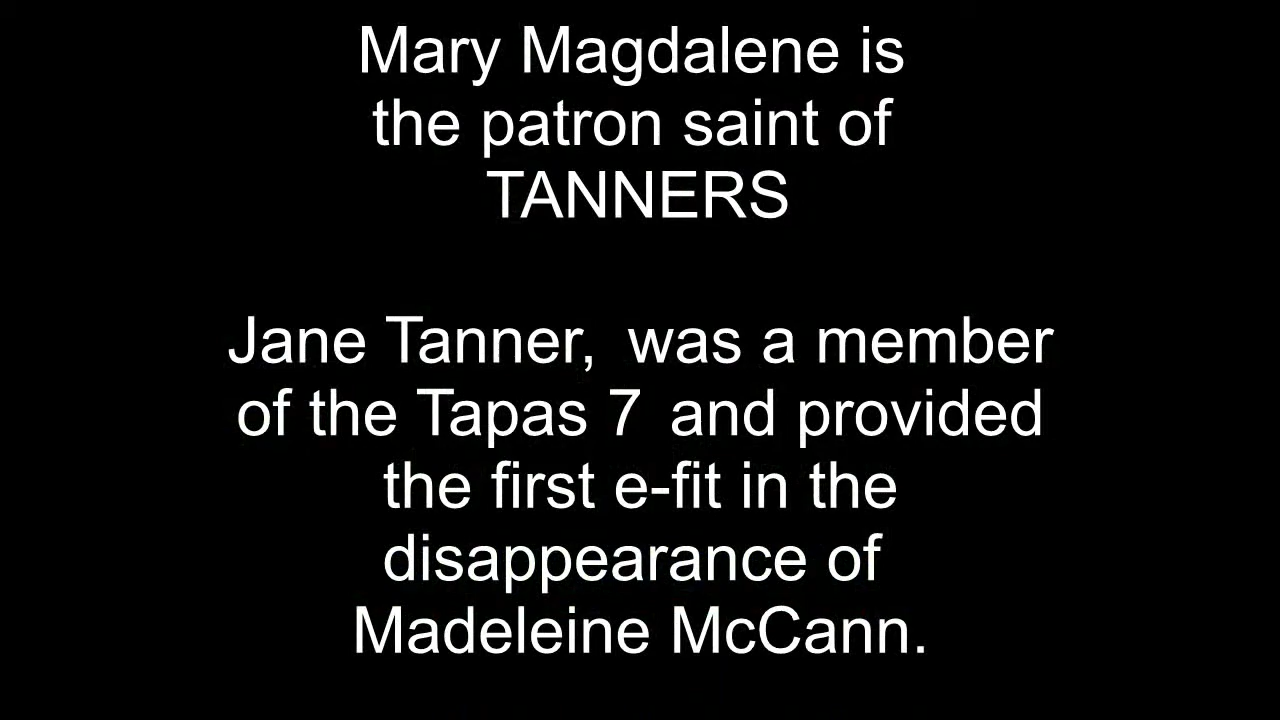 Mary Magdalene is
the patron saint of
TANNERS
Jane Tanner, was a member
of the Tapas 7 and provided
the first e-fit in the
disappearance of
Madeleine McCann.